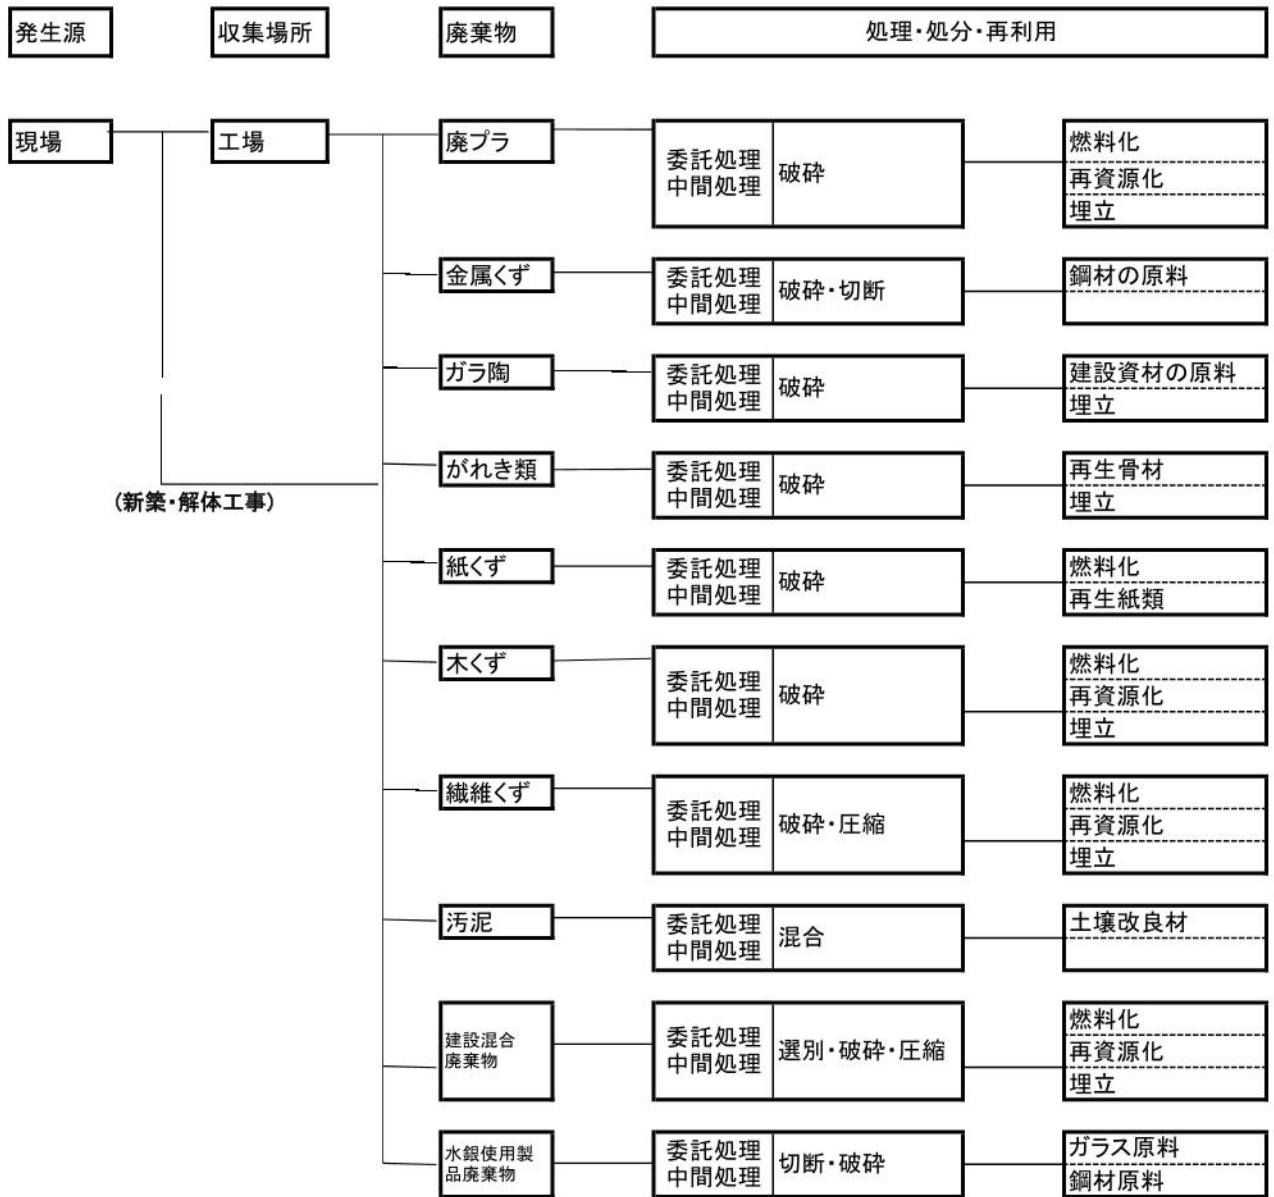 発生源
収集場所
廃棄物
処理・処分・再利用
現場
工場
廃プラ
委託処理
中間処理
破砕
燃料化
再資源化
埋立
金属くず
委託処理
中間処理
破砕・切断
鋼材の原料
ガラ陶
委託処理
中間処理
破砕
建設資材の原料
埋立
がれき類
委託処理
中間処理
破砕
再生骨材
埋立
(新築・解体工事)
紙くず
委託処理
中間処理
破砕
燃料化
再生紙類
木くず
委託処理
中間処理
破砕
燃料化
再資源化
埋立
繊維くず
委託処理
中間処理
破砕・圧縮
燃料化
再資源化
埋立
汚泥
委託処理
中間処理
混合
土壌改良材
建設混合
廃棄物
委託処理
中間処理
選別・破砕・圧縮
燃料化
再資源化
埋立
水銀使用製
品廃棄物
委託処理
中間処理
切断・破砕
ガラス原料
鋼材原料